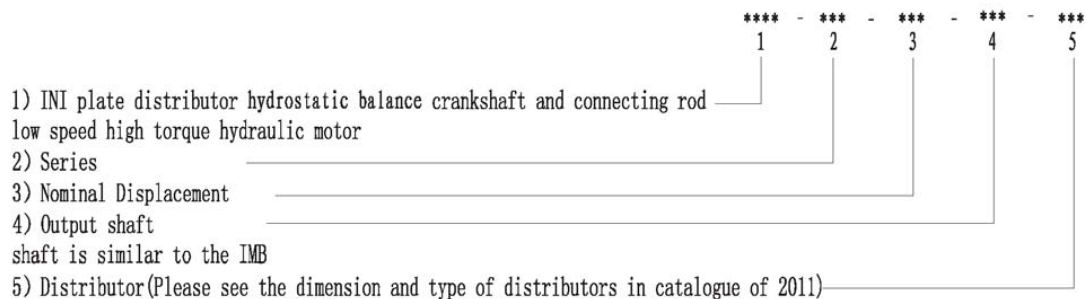 **** - *** - *** - *** - ***
1 2 3 4 5
1) INI plate distributor hydrostatic balance crankshaft and connecting rod
low speed high torque hydraulic motor
2) Series
3) Nominal Displacement
4) Output shaft
shaft is similar to the IMB
5) Distributor(Please see the dimension and type of distributors in catalogue of 2011)